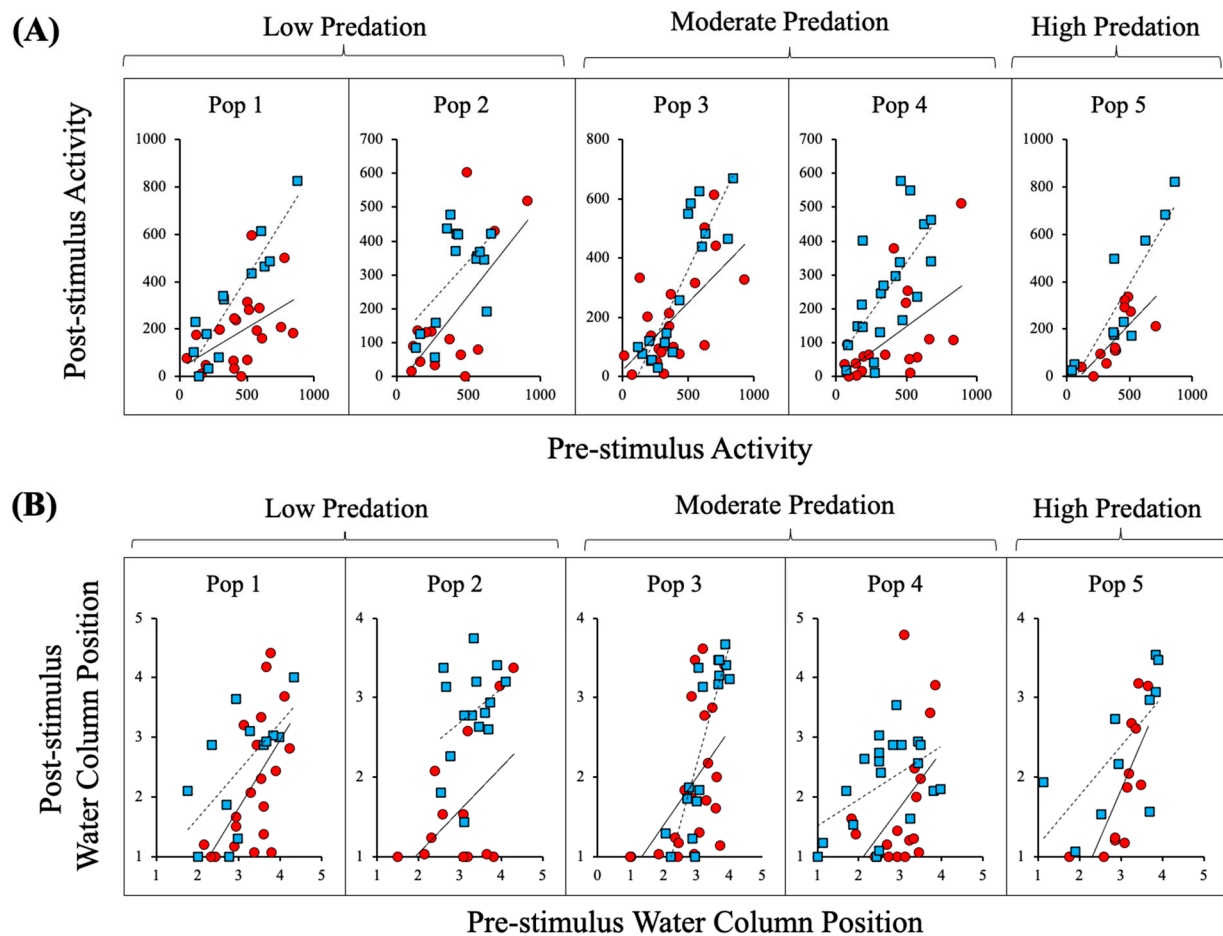 (A)
Low Predation
Moderate Predation
High Predation
Pop 1
Pop 2
Pop 3
Pop 4
Pop 5
Post-stimulus Activity
1000
800
600
400
200
0
0 500 1000
700
600
500
400
300
200
100
0
0 500 1000
800
600
400
200
0
0 500 1000
700
600
500
400
300
200
100
0
0 500 1000
1000
800
600
400
200
0
0 500 1000
Pre-stimulus Activity
(B)
Low Predation
Moderate Predation
High Predation
Pop 1
Pop 2
Pop 3
Pop 4
Pop 5
Post-stimulus
Water Column Position
5
4
3
2
1
1 2 3 4 5
4
3
2
1
1 2 3 4 5
4
3
2
1
0 1 2 3 4 5
5
4
3
2
1
1 2 3 4 5
4
3
2
1
1 2 3 4 5
Pre-stimulus Water Column Position